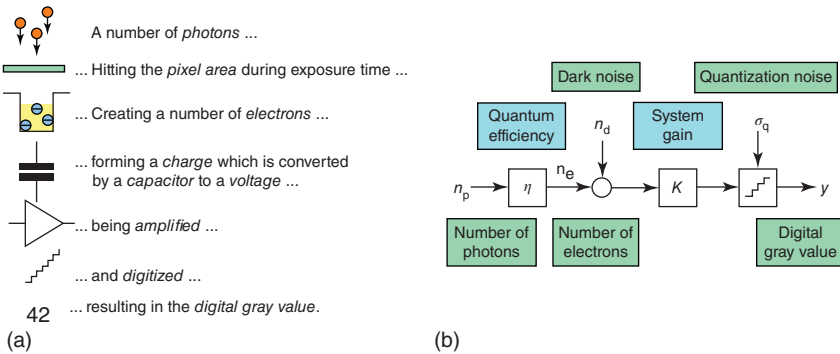 A number of photons ...
... Hitting the pixel area during exposure time ...
... Creating a number of electrons ...
... forming a charge which is converted
by a capacitor to a voltage ...
... being amplified ...
... and digitized ...
42 ... resulting in the digital gray value.
(a)
Dark noise
Quantization noise
Quantum
efficiency
n_d
System
gain
σ_q
n_p
η
n_e
K
y
Number of
photons
Number of
electrons
Digital
gray value
(b)